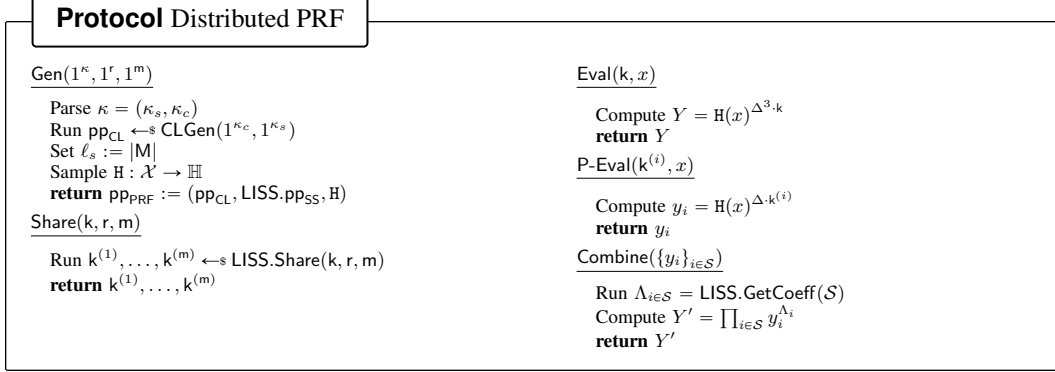 Protocol Distributed PRF
Gen(1^κ, 1^r, 1^m)
Parse κ = (κ_s, κ_c)
Run pp_CL ←$ CLGen(1^{κ_c}, 1^{κ_s})
Set ℓ_s := |M|
Sample H : 𝒳 → ℍ
return pp_PRF := (pp_CL, LISS.pp_SS, H)
Share(k, r, m)
Run k^(1), . . . , k^(m) ←$ LISS.Share(k, r, m)
return k^(1), . . . , k^(m)
Eval(k, x)
Compute Y = H(x)^{Δ^3·k}
return Y
P-Eval(k^(i), x)
Compute y_i = H(x)^{Δ·k^(i)}
return y_i
Combine({y_i}_{i∈𝒮})
Run Λ_{i∈𝒮} = LISS.GetCoeff(𝒮)
Compute Y′ = ∏_{i∈𝒮} y_i^{Λ_i}
return Y′